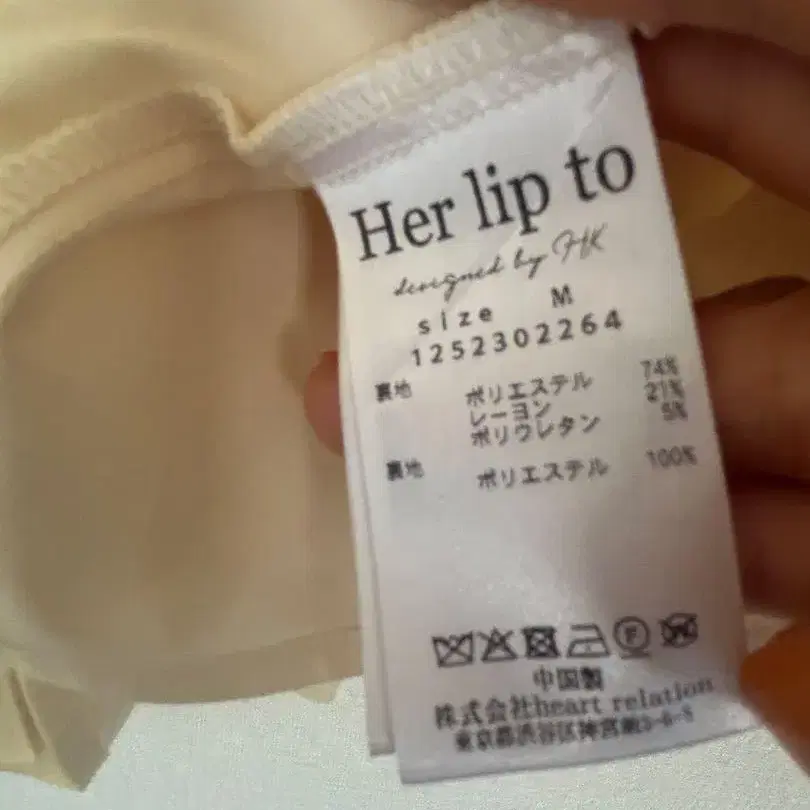 Her lip to
designed by HK
size M
1252302264
裏地 ポリエステル 74%
レーヨン 21%
ポリウレタン 5%
裏地 ポリエステル 100%
F
中国製
株式会社heart relation
東京都渋谷区神宮前3-6-8